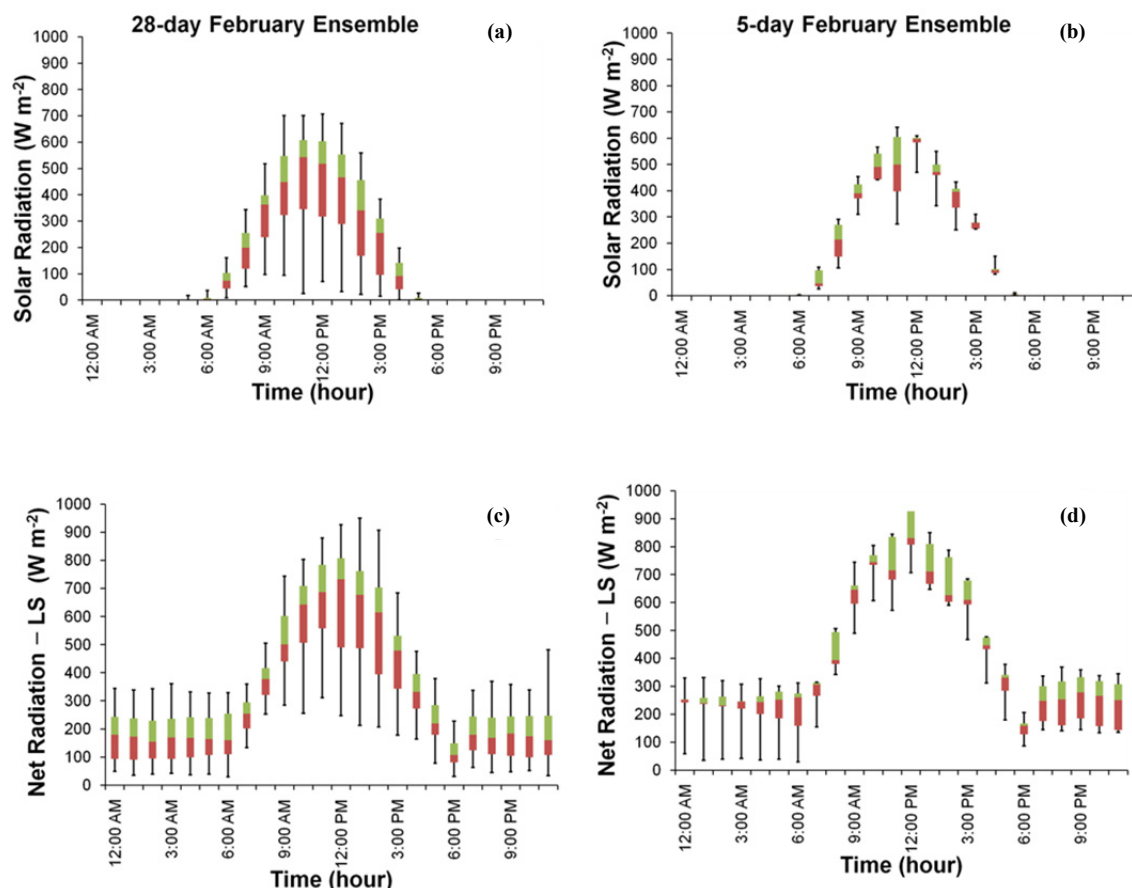 28-day February Ensemble (a)
Solar Radiation (W m-2)
1000
900
800
700
600
500
400
300
200
100
0
12:00 AM
3:00 AM
6:00 AM
9:00 AM
12:00 PM
3:00 PM
6:00 PM
9:00 PM
Time (hour)
5-day February Ensemble (b)
Solar Radiation (W m-2)
1000
900
800
700
600
500
400
300
200
100
0
12:00 AM
3:00 AM
6:00 AM
9:00 AM
12:00 PM
3:00 PM
6:00 PM
9:00 PM
Time (hour)
(c)
Net Radiation – LS (W m-2)
1000
900
800
700
600
500
400
300
200
100
0
12:00 AM
3:00 AM
6:00 AM
9:00 AM
12:00 PM
3:00 PM
6:00 PM
9:00 PM
Time (hour)
(d)
Net Radiation – LS (W m-2)
1000
900
800
700
600
500
400
300
200
100
0
12:00 AM
3:00 AM
6:00 AM
9:00 AM
12:00 PM
3:00 PM
6:00 PM
9:00 PM
Time (hour)